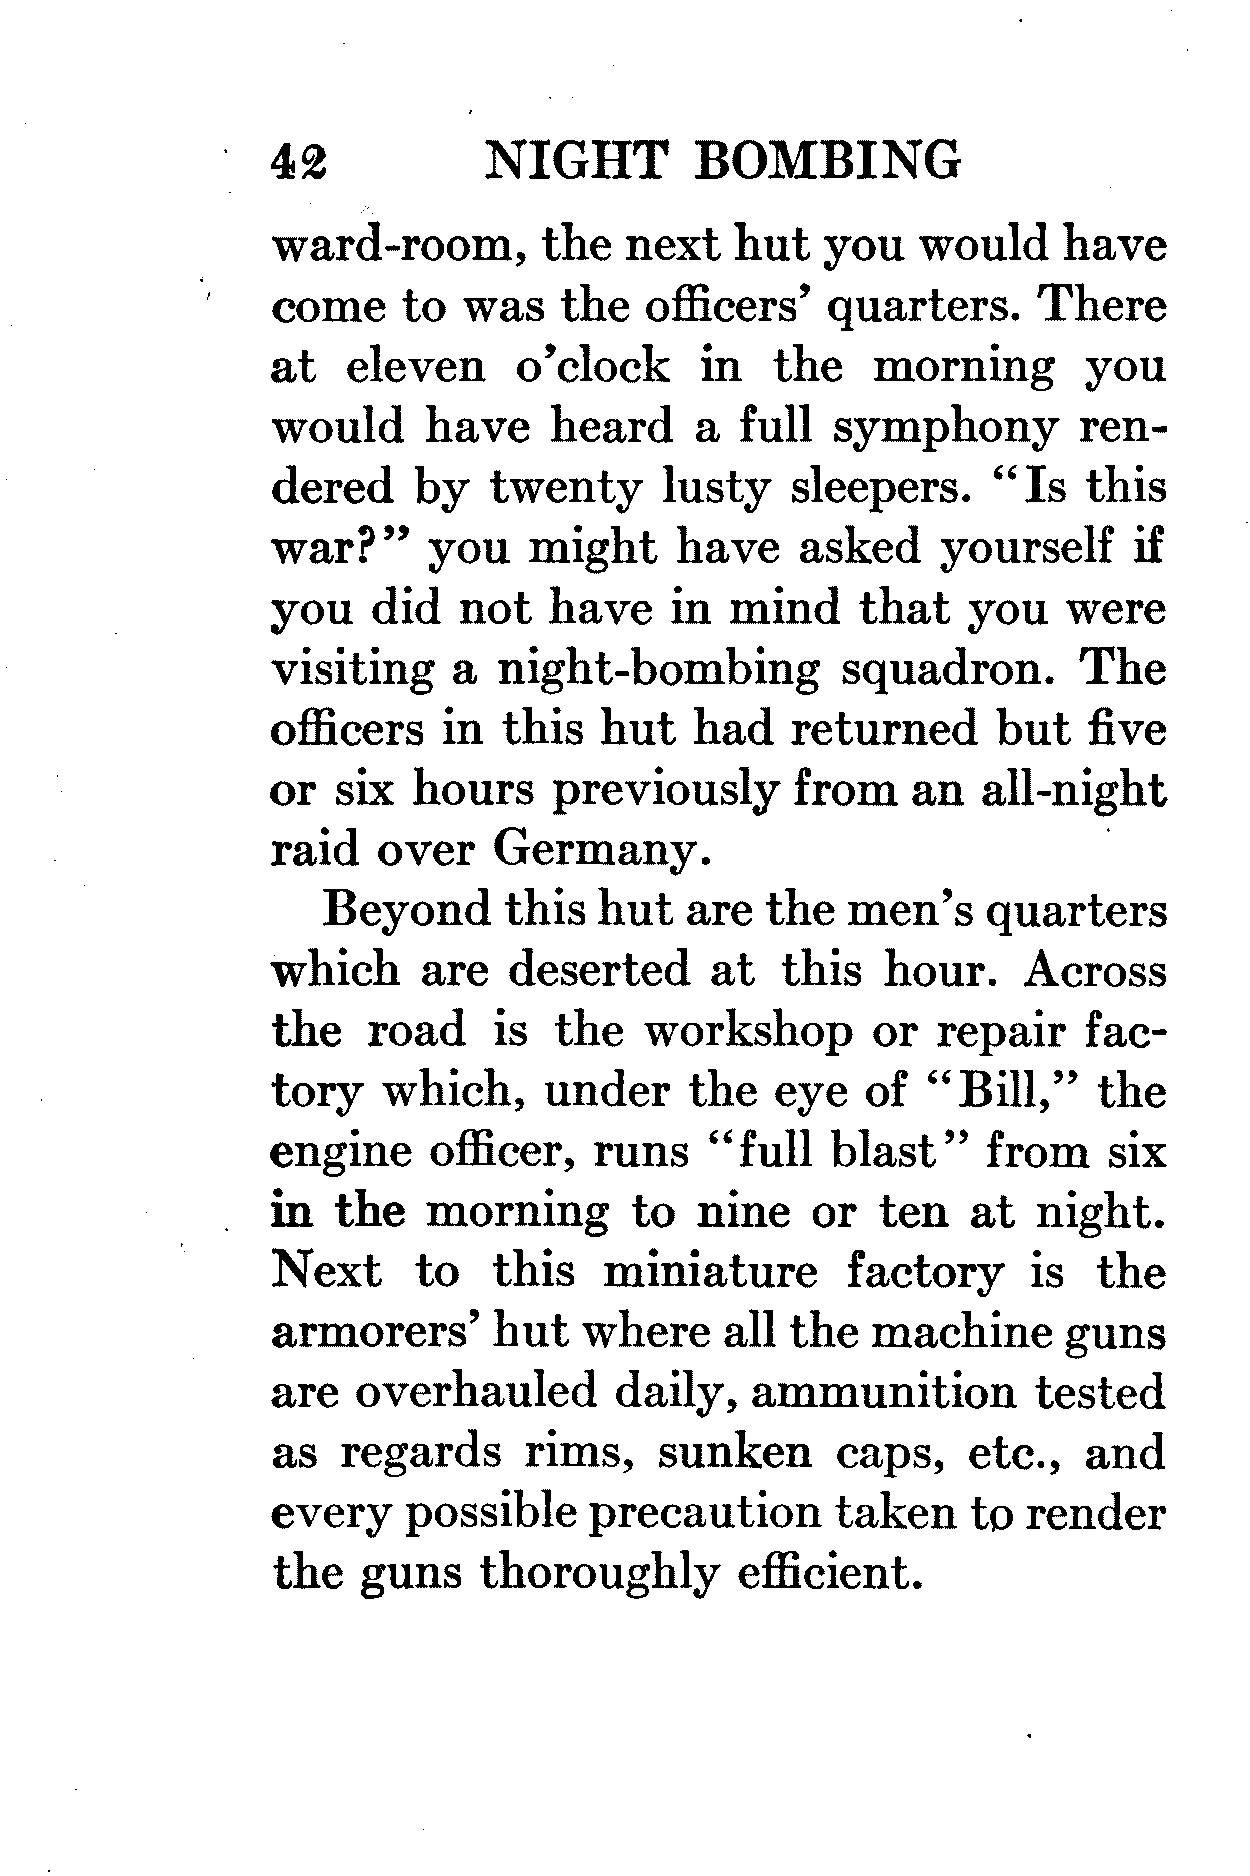 42 NIGHT BOMBING
ward-room, the next hut you would have
come to was the officers' quarters. There
at eleven o'clock in the morning you
would have heard a full symphony ren-
dered by twenty lusty sleepers. "Is this
war?" you might have asked yourself if
you did not have in mind that you were
visiting a night-bombing squadron. The
officers in this hut had returned but five
or six hours previously from an all-night
raid over Germany.
Beyond this hut are the men's quarters
which are deserted at this hour. Across
the road is the workshop or repair fac-
tory which, under the eye of "Bill," the
engine officer, runs "full blast" from six
in the morning to nine or ten at night.
Next to this miniature factory is the
armorers' hut where all the machine guns
are overhauled daily, ammunition tested
as regards rims, sunken caps, etc., and
every possible precaution taken to render
the guns thoroughly efficient.